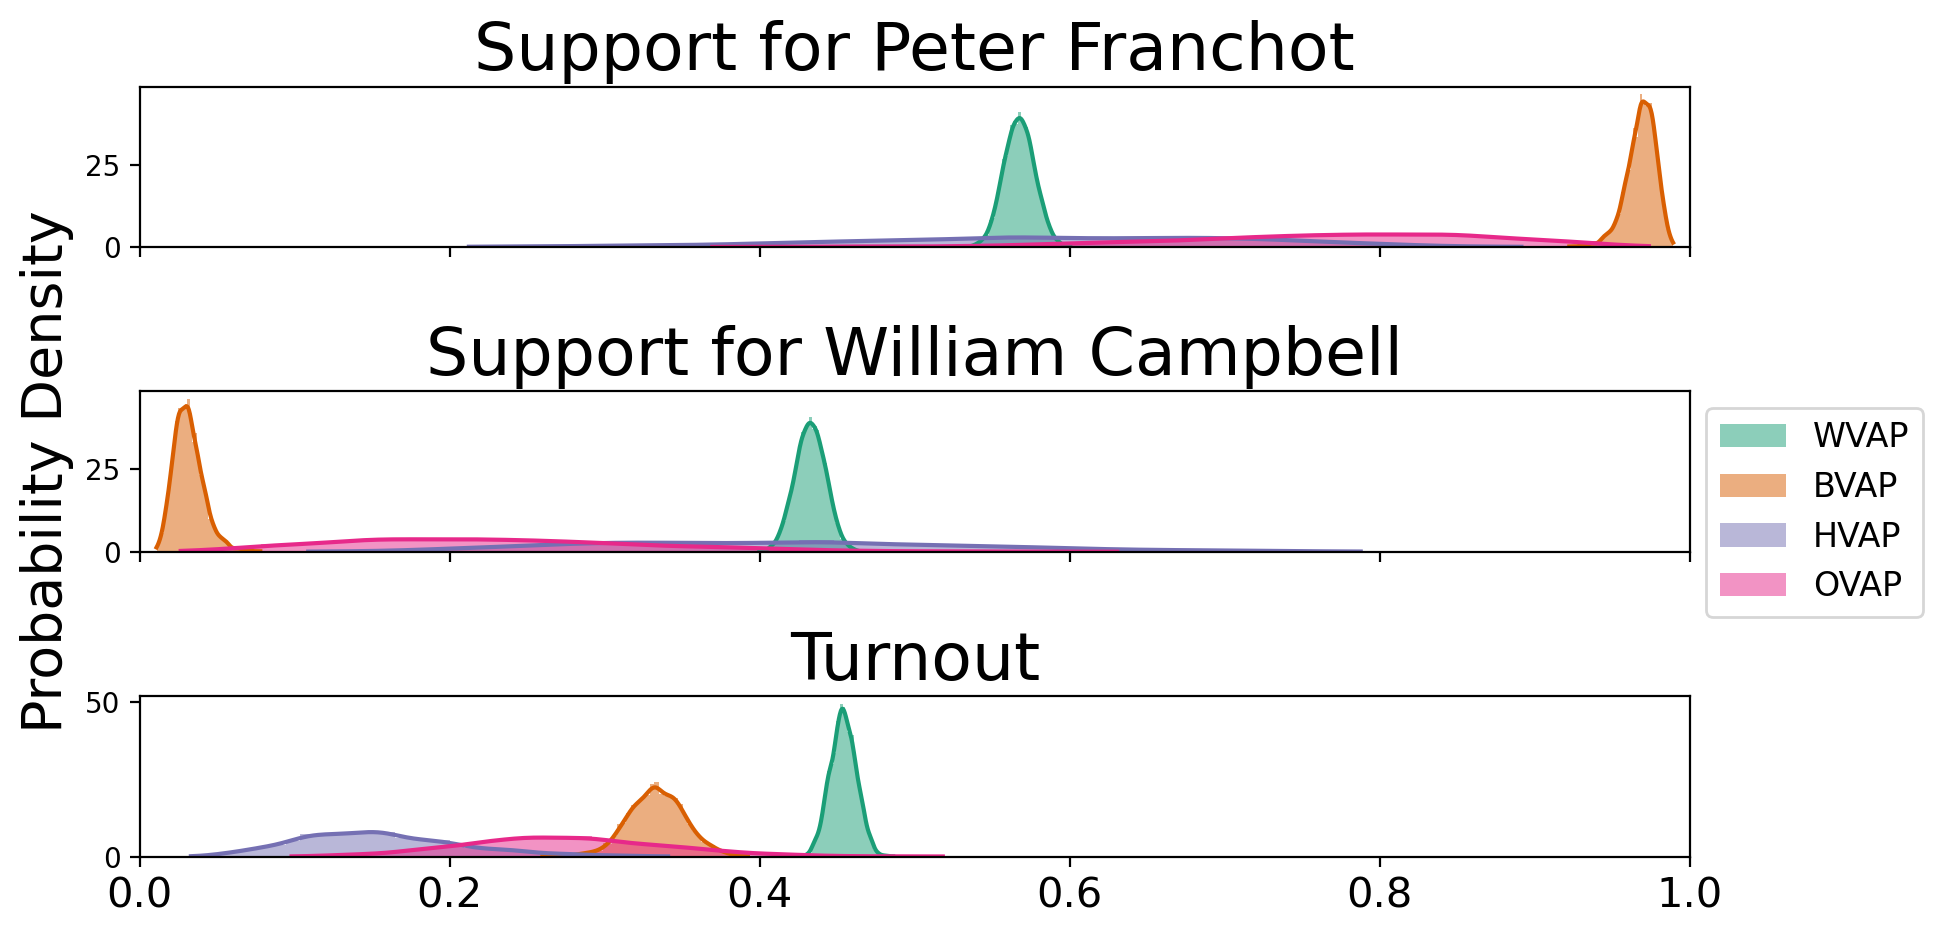 Support for Peter Franchot
25
0
Support for William Campbell
25
0
Turnout
50
0
0.0 0.2 0.4 0.6 0.8 1.0
Probability Density
WVAP
BVAP
HVAP
OVAP